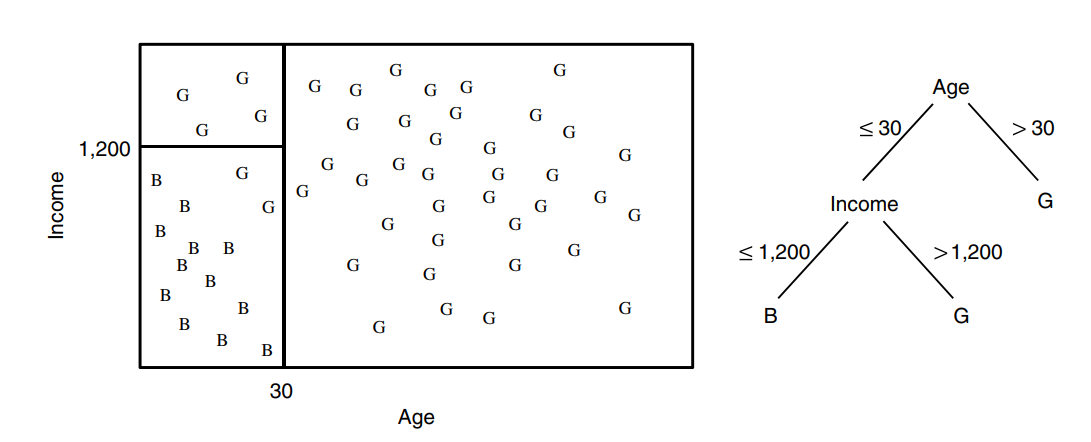 G G G
G G G G G
G G G G G G G
G G G
1,200
B G G G G G G G
B G G G G G G G
B G G
B B G G
B B G G G
B B G G
B G G
B B
Income
30
Age
Age
≤ 30 > 30
Income G
≤ 1,200 >1,200
B G